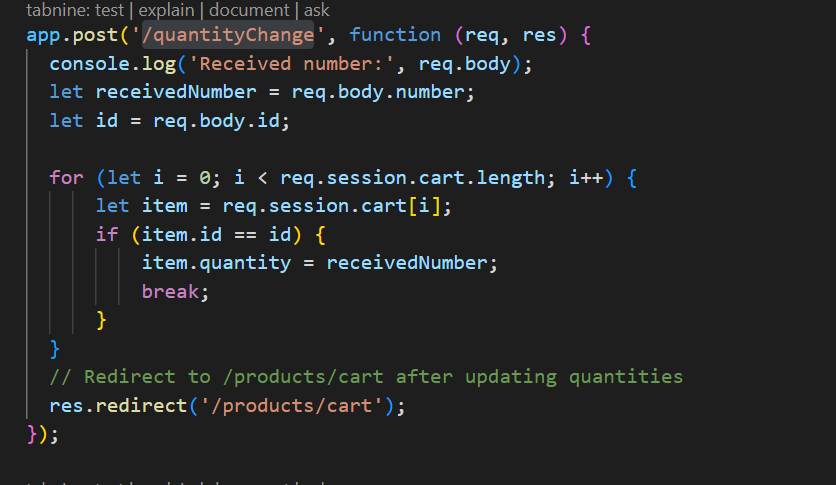 tabnine: test | explain | document | ask
app.post('/quantityChange', function (req, res) {
  console.log('Received number:', req.body);
  let receivedNumber = req.body.number;
  let id = req.body.id;

  for (let i = 0; i < req.session.cart.length; i++) {
      let item = req.session.cart[i];
      if (item.id == id) {
          item.quantity = receivedNumber;
          break;
      }
  }
  // Redirect to /products/cart after updating quantities
  res.redirect('/products/cart');
});